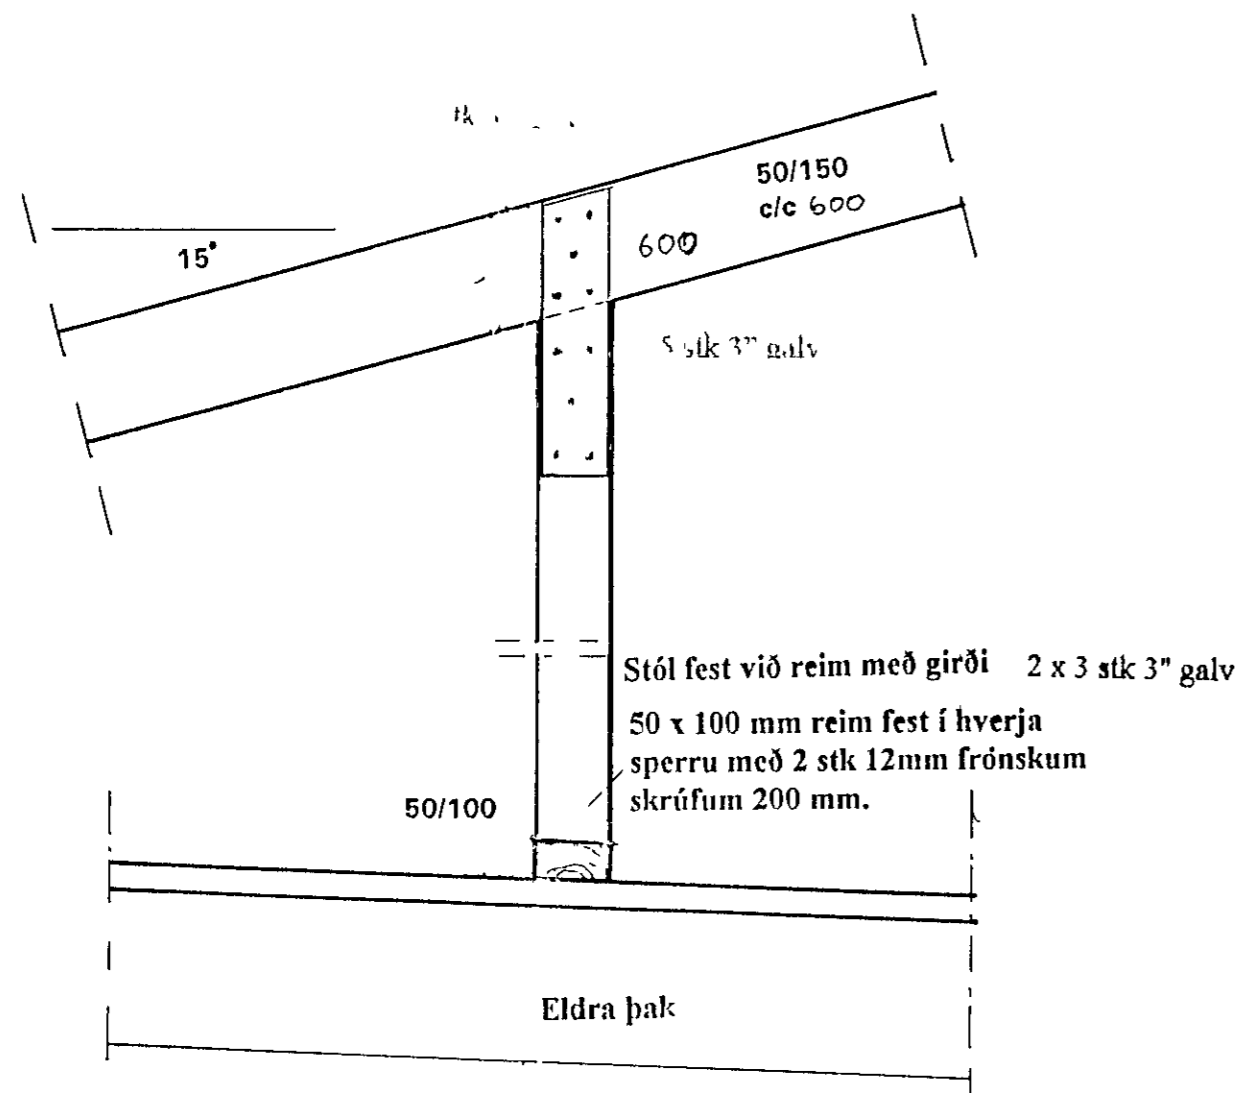 50/150
c/c 600
15°
600
5 stk 3" galv
Stól fest við reim með girði 2 x 3 stk 3" galv
50 x 100 mm reim fest í hverja
sperru með 2 stk 12mm frónskum
skrúfum 200 mm.
50/100
Eldra þak